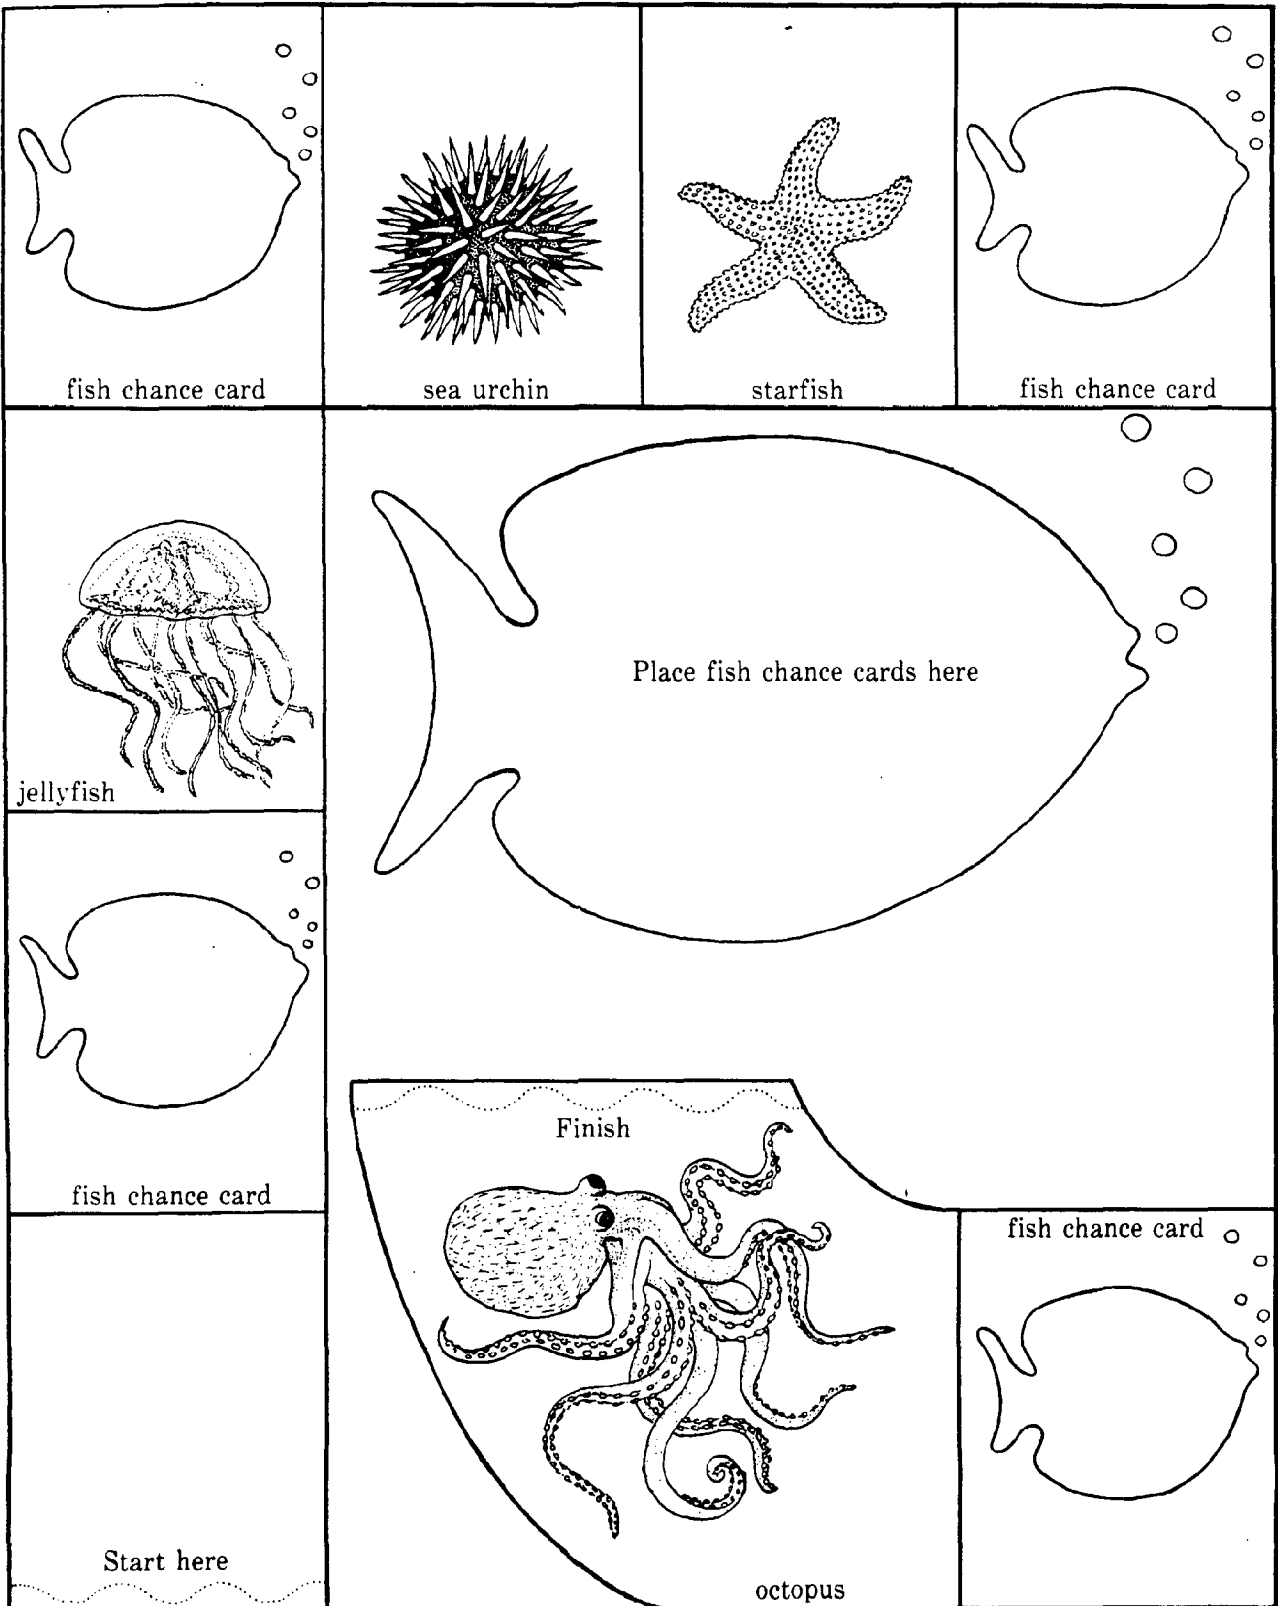 fish chance card
sea urchin
starfish
fish chance card
jellyfish
Place fish chance cards here
fish chance card
Finish
fish chance card
Start here
octopus